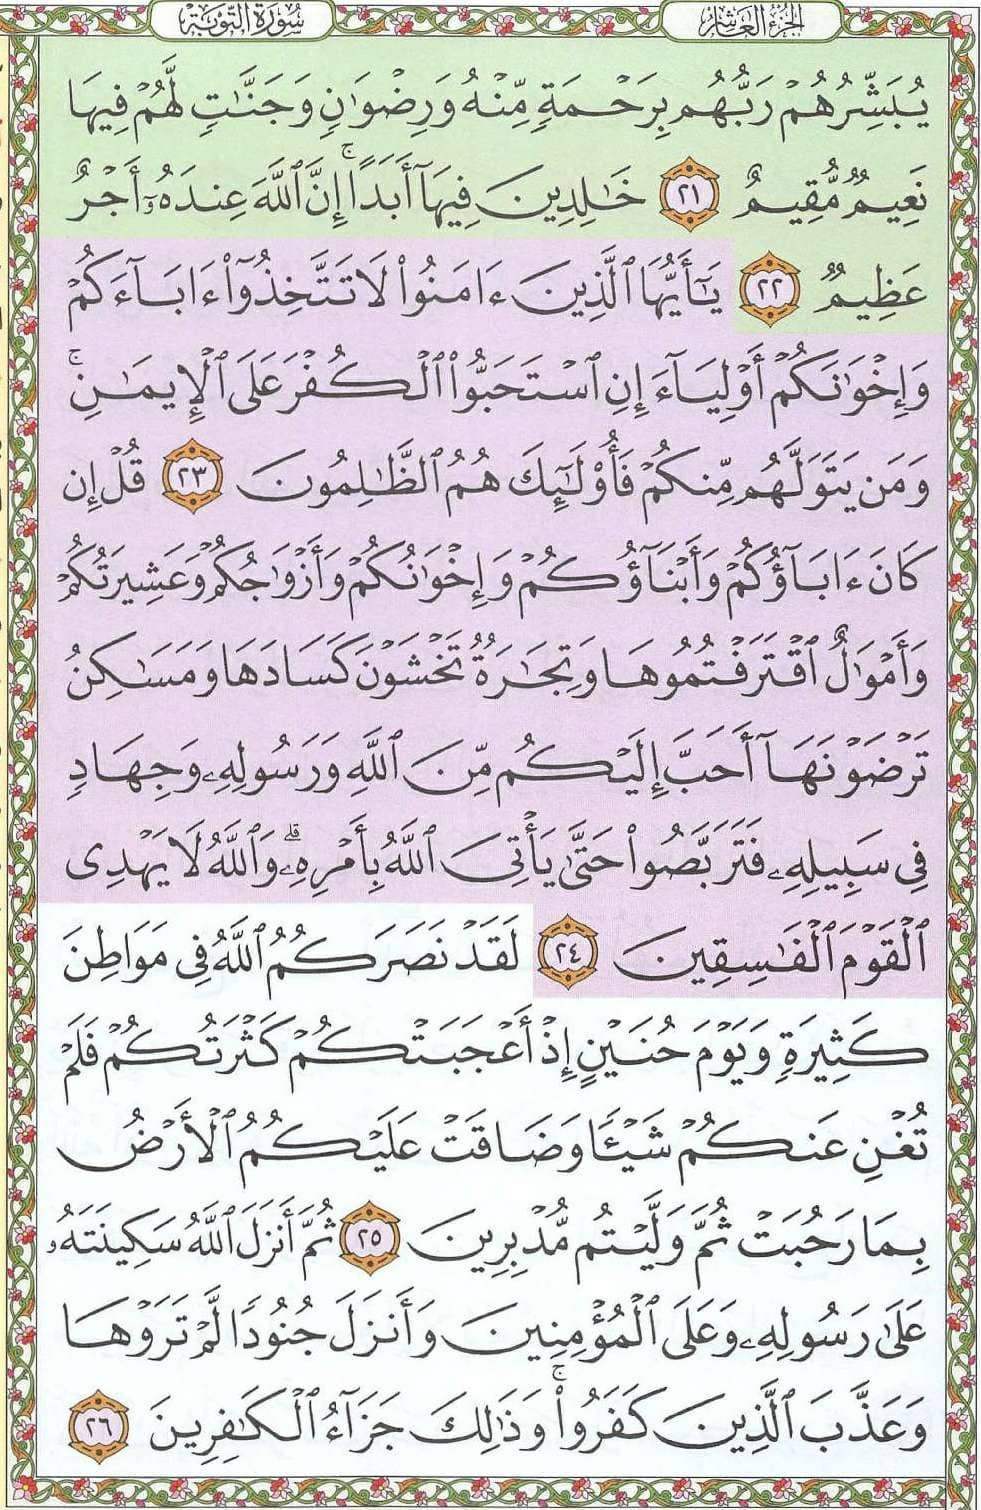 الجزء العاشر
سورة التوبة
يُبَشِّرُهُمْ رَبُّهُم بِرَحْمَةٍ مِّنْهُ وَرِضْوَٰنٍ وَجَنَّٰتٍ لَّهُمْ فِيهَا
نَعِيمٌ مُّقِيمٌ ٢١ خَٰلِدِينَ فِيهَآ أَبَدًا ۚ إِنَّ ٱللَّهَ عِندَهُۥٓ أَجْرٌ
عَظِيمٌ ٢٢ يَٰٓأَيُّهَا ٱلَّذِينَ ءَامَنُوا۟ لَا تَتَّخِذُوٓا۟ ءَابَآءَكُمْ
وَإِخْوَٰنَكُمْ أَوْلِيَآءَ إِنِ ٱسْتَحَبُّوا۟ ٱلْكُفْرَ عَلَى ٱلْإِيمَٰنِ ۚ
وَمَن يَتَوَلَّهُم مِّنكُمْ فَأُو۟لَٰٓئِكَ هُمُ ٱلظَّٰلِمُونَ ٢٣ قُلْ إِن
كَانَ ءَابَآؤُكُمْ وَأَبْنَآؤُكُمْ وَإِخْوَٰنُكُمْ وَأَزْوَٰجُكُمْ وَعَشِيرَتُكُمْ
وَأَمْوَٰلٌ ٱقْتَرَفْتُمُوهَا وَتِجَٰرَةٌ تَخْشَوْنَ كَسَادَهَا وَمَسَٰكِنُ
تَرْضَوْنَهَآ أَحَبَّ إِلَيْكُم مِّنَ ٱللَّهِ وَرَسُولِهِۦ وَجِهَادٍ
فِى سَبِيلِهِۦ فَتَرَبَّصُوا۟ حَتَّىٰ يَأْتِىَ ٱللَّهُ بِأَمْرِهِۦ ۗ وَٱللَّهُ لَا يَهْدِى
ٱلْقَوْمَ ٱلْفَٰسِقِينَ ٢٤ لَقَدْ نَصَرَكُمُ ٱللَّهُ فِى مَوَاطِنَ
كَثِيرَةٍ وَيَوْمَ حُنَيْنٍ إِذْ أَعْجَبَتْكُمْ كَثْرَتُكُمْ فَلَمْ
تُغْنِ عَنكُمْ شَيْـًٔا وَضَاقَتْ عَلَيْكُمُ ٱلْأَرْضُ
بِمَا رَحُبَتْ ثُمَّ وَلَّيْتُم مُّدْبِرِينَ ٢٥ ثُمَّ أَنزَلَ ٱللَّهُ سَكِينَتَهُۥ
عَلَىٰ رَسُولِهِۦ وَعَلَى ٱلْمُؤْمِنِينَ وَأَنزَلَ جُنُودًا لَّمْ تَرَوْهَا
وَعَذَّبَ ٱلَّذِينَ كَفَرُوا۟ ۚ وَذَٰلِكَ جَزَآءُ ٱلْكَٰفِرِينَ ٢٦